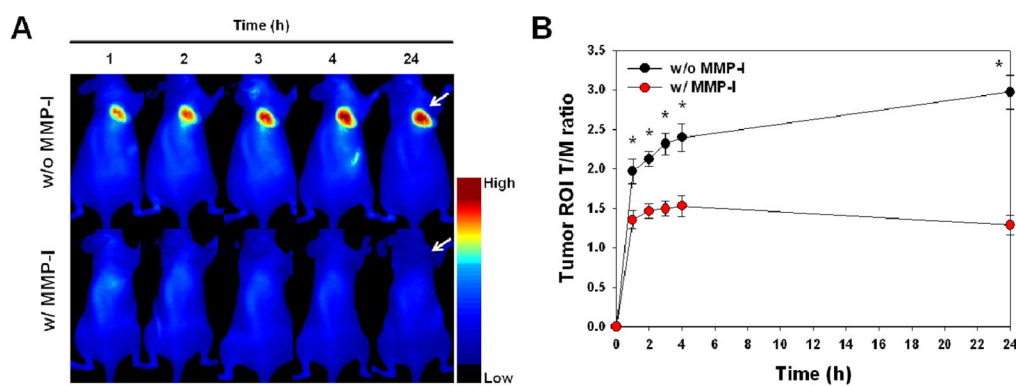 A
Time (h)
1 2 3 4 24
w/o MMP-I
w/ MMP-I
High
Low
B
w/o MMP-I
w/ MMP-I
* * * * *
Tumor ROI T/M ratio
3.5
3.0
2.5
2.0
1.5
1.0
0.5
0.0
0 2 4 6 8 10 12 14 16 18 20 22 24
Time (h)